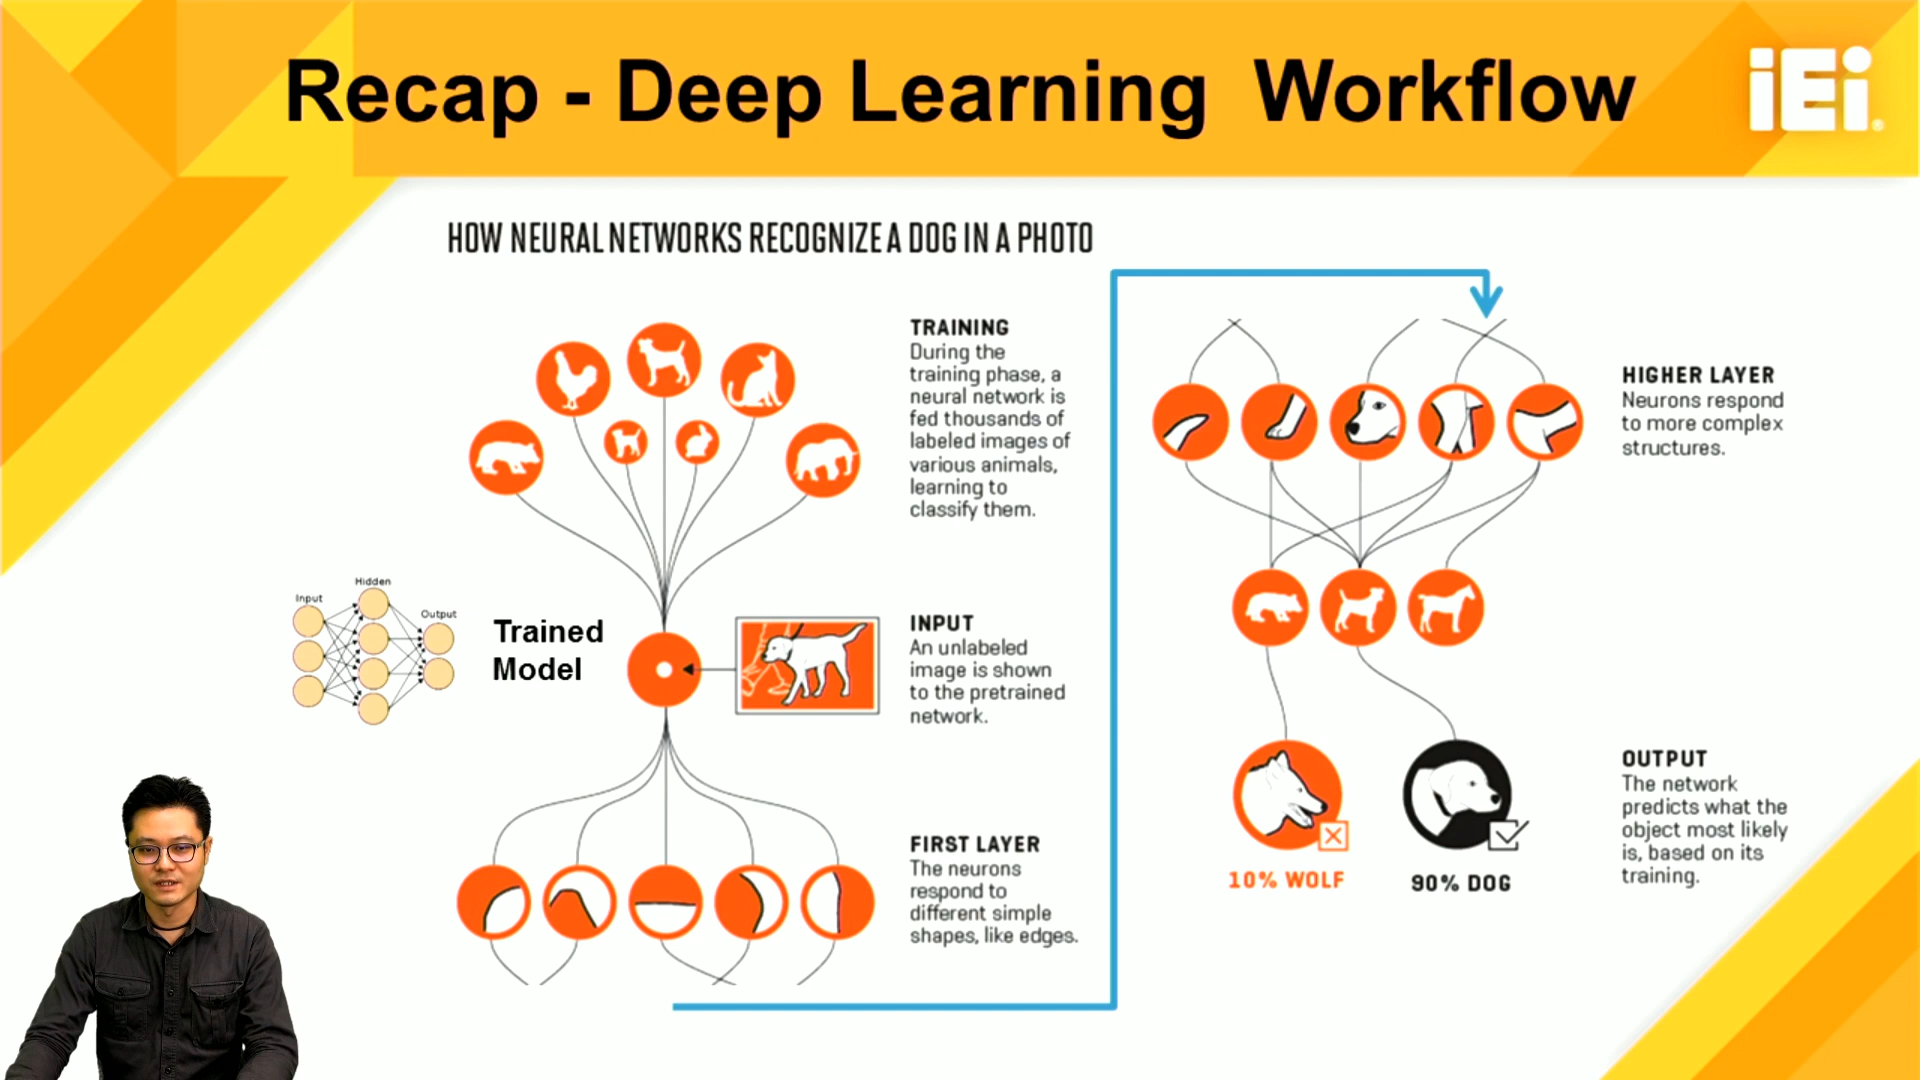 Recap - Deep Learning Workflow
iEi
HOW NEURAL NETWORKS RECOGNIZE A DOG IN A PHOTO
TRAINING
During the
training phase, a
neural network is
fed thousands of
labeled images of
various animals,
learning to
classify them.
Input
Hidden
Output
Trained
Model
INPUT
An unlabeled
image is shown
to the pretrained
network.
FIRST LAYER
The neurons
respond to
different simple
shapes, like edges.
HIGHER LAYER
Neurons respond
to more complex
structures.
10% WOLF
90% DOG
OUTPUT
The network
predicts what the
object most likely
is, based on its
training.